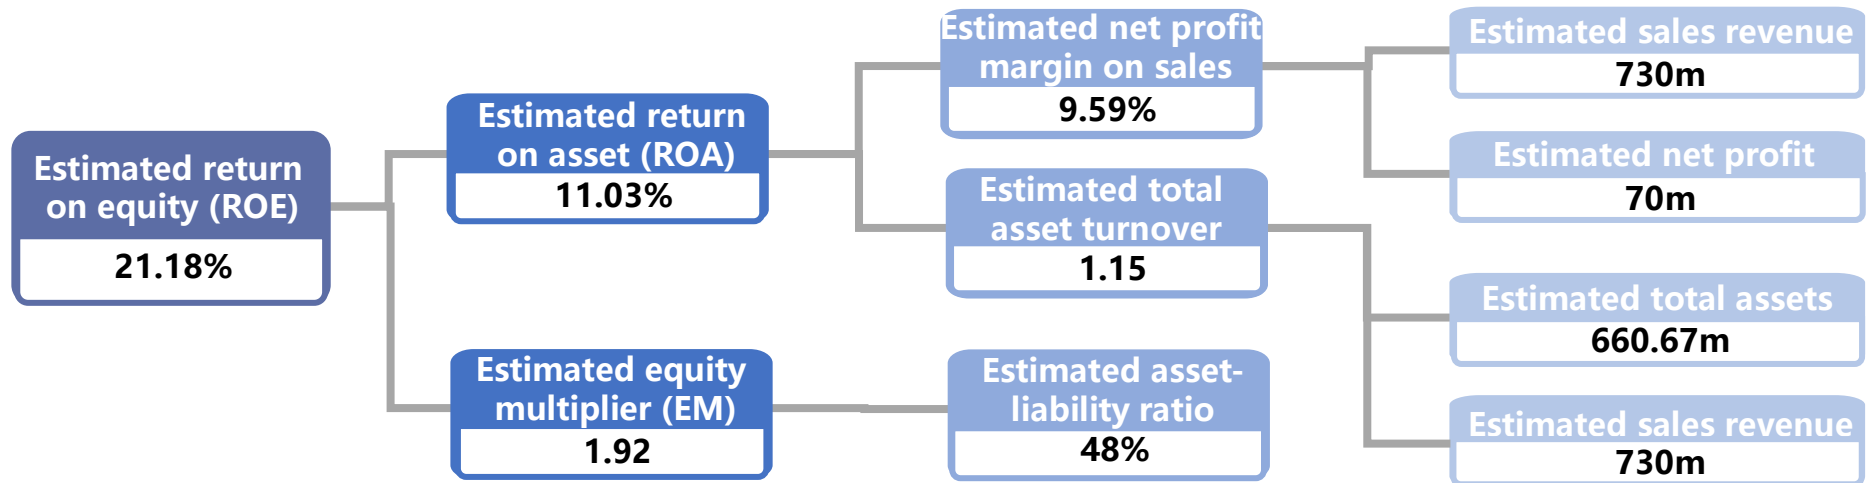 Estimated return
on equity (ROE)
21.18%
Estimated return
on asset (ROA)
11.03%
Estimated equity
multiplier (EM)
1.92
Estimated net profit
margin on sales
9.59%
Estimated total
asset turnover
1.15
Estimated asset-
liability ratio
48%
Estimated sales revenue
730m
Estimated net profit
70m
Estimated total assets
660.67m
Estimated sales revenue
730m